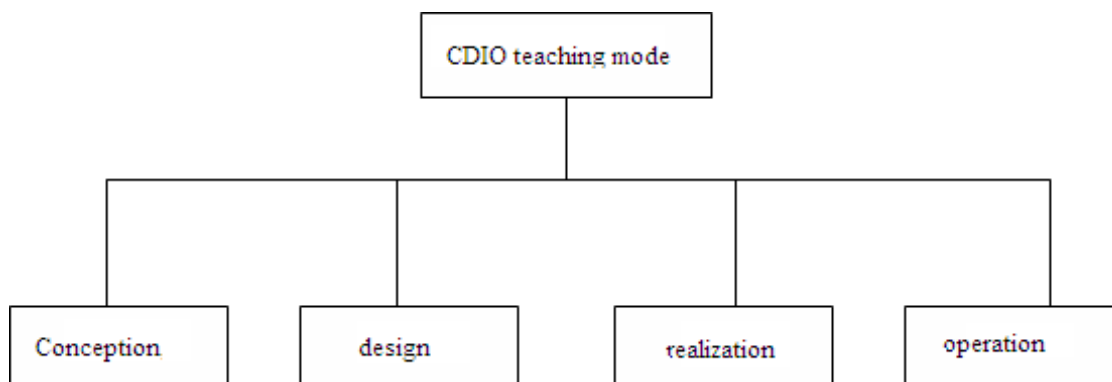 CDIO teaching mode
Conception
design
realization
operation